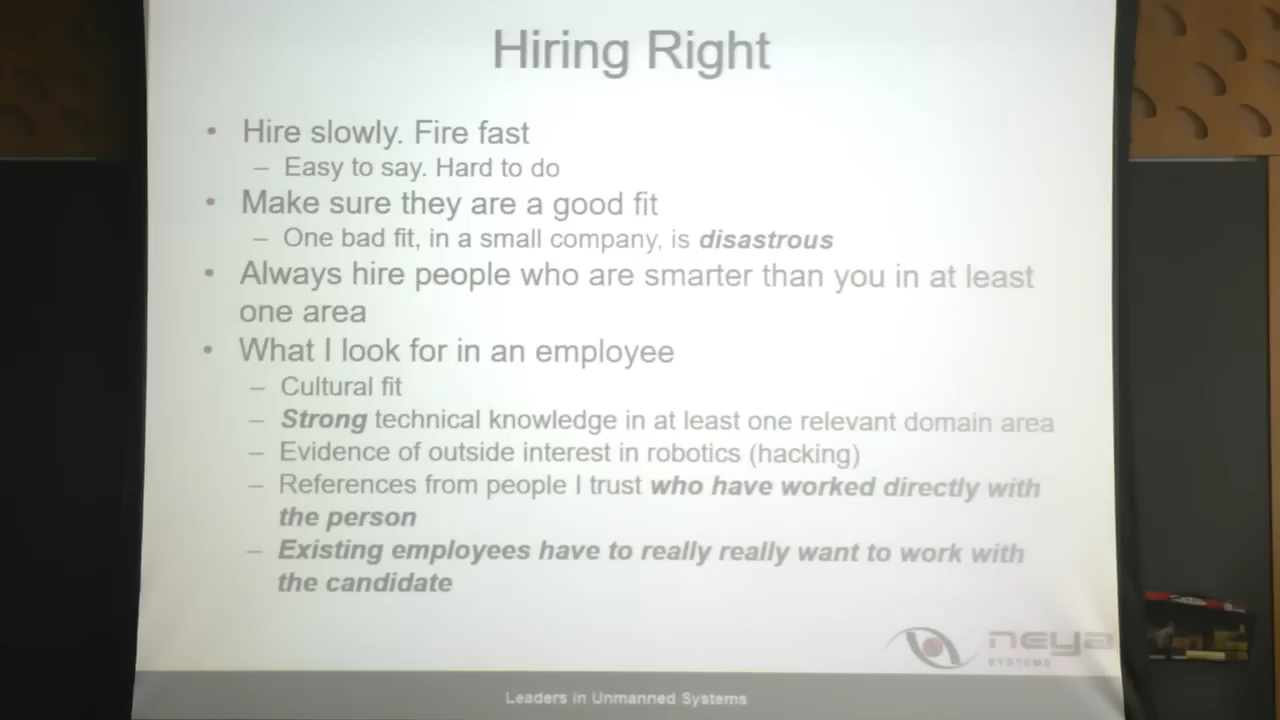 Hiring Right
• Hire slowly. Fire fast
– Easy to say. Hard to do
• Make sure they are a good fit
– One bad fit, in a small company, is disastrous
• Always hire people who are smarter than you in at least
one area
• What I look for in an employee
– Cultural fit
– Strong technical knowledge in at least one relevant domain area
– Evidence of outside interest in robotics (hacking)
– References from people I trust who have worked directly with
the person
– Existing employees have to really really want to work with
the candidate
neya
SYSTEMS
Leaders in Unmanned Systems